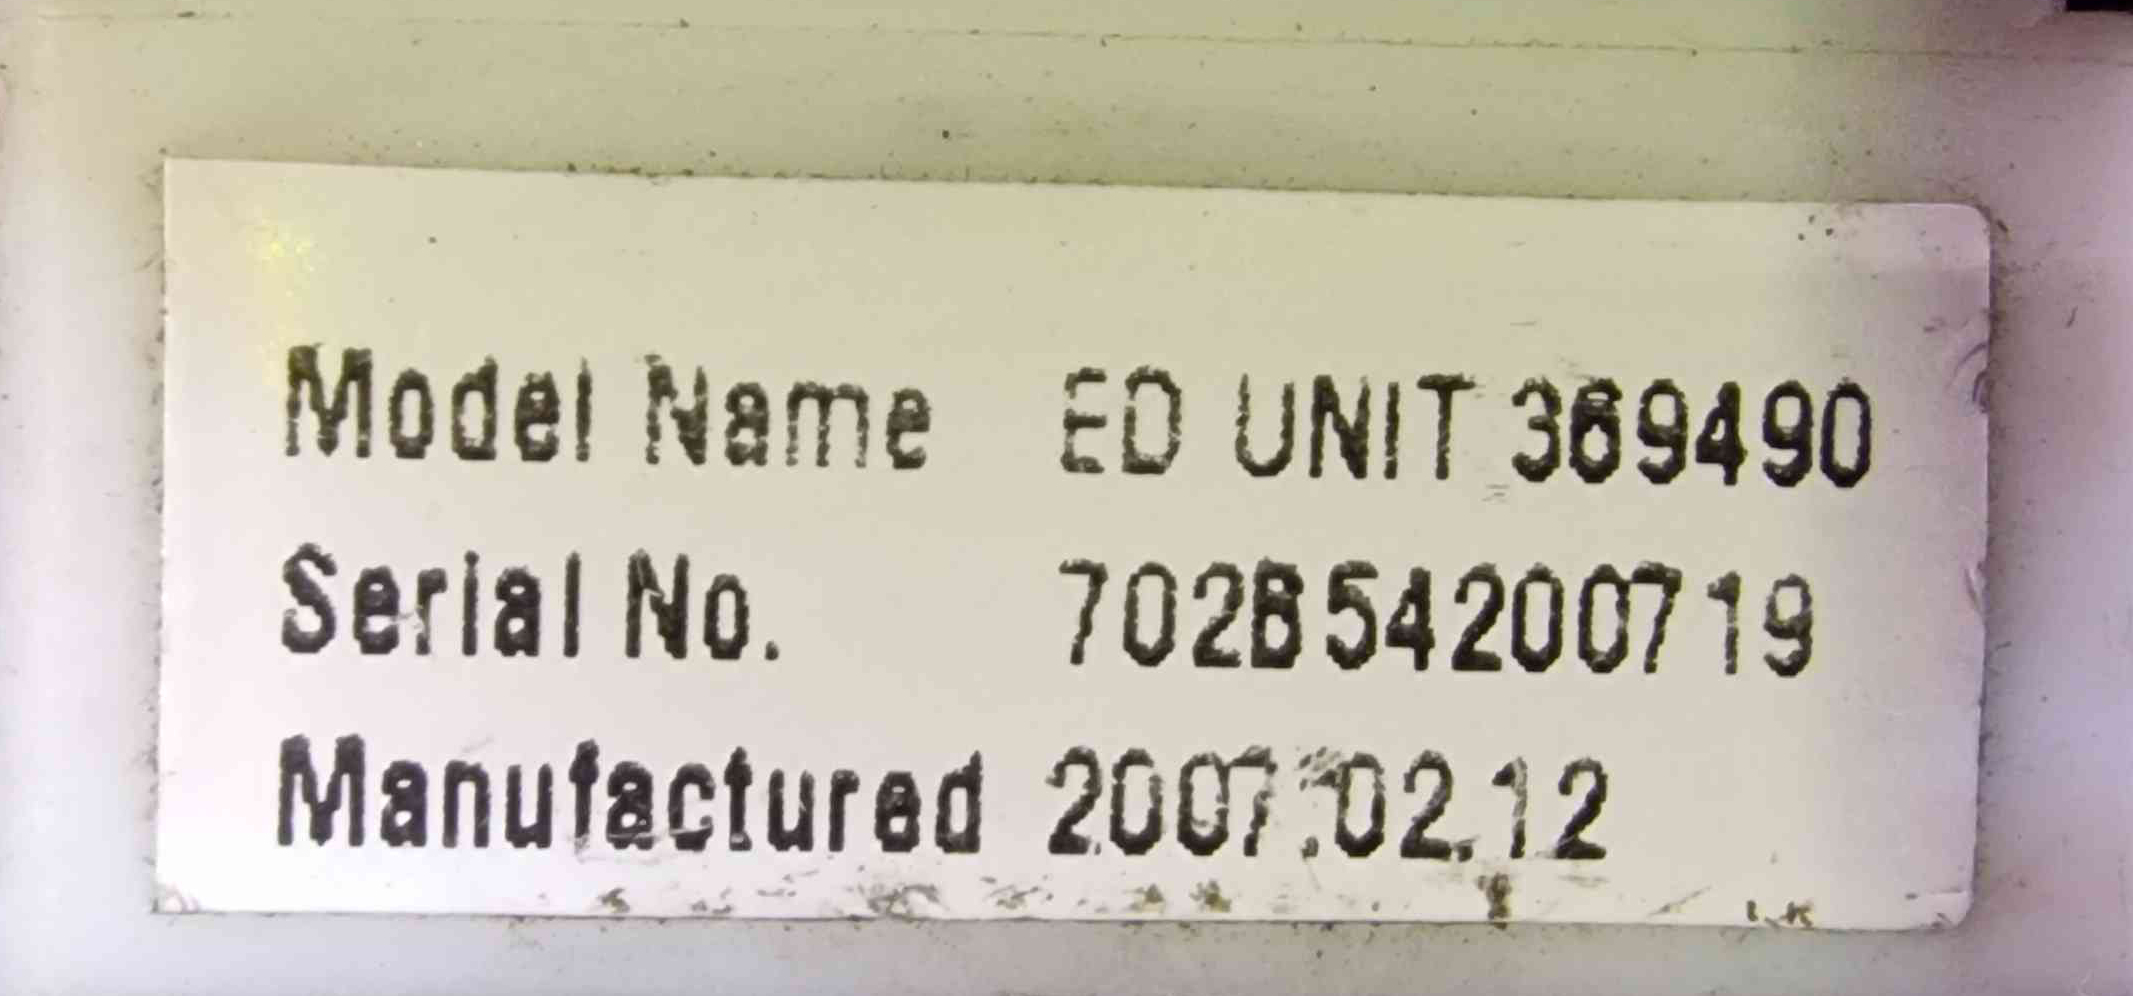 Model Name ED UNIT 369490
Serial No. 702B54200719
Manufactured 2007.02.12